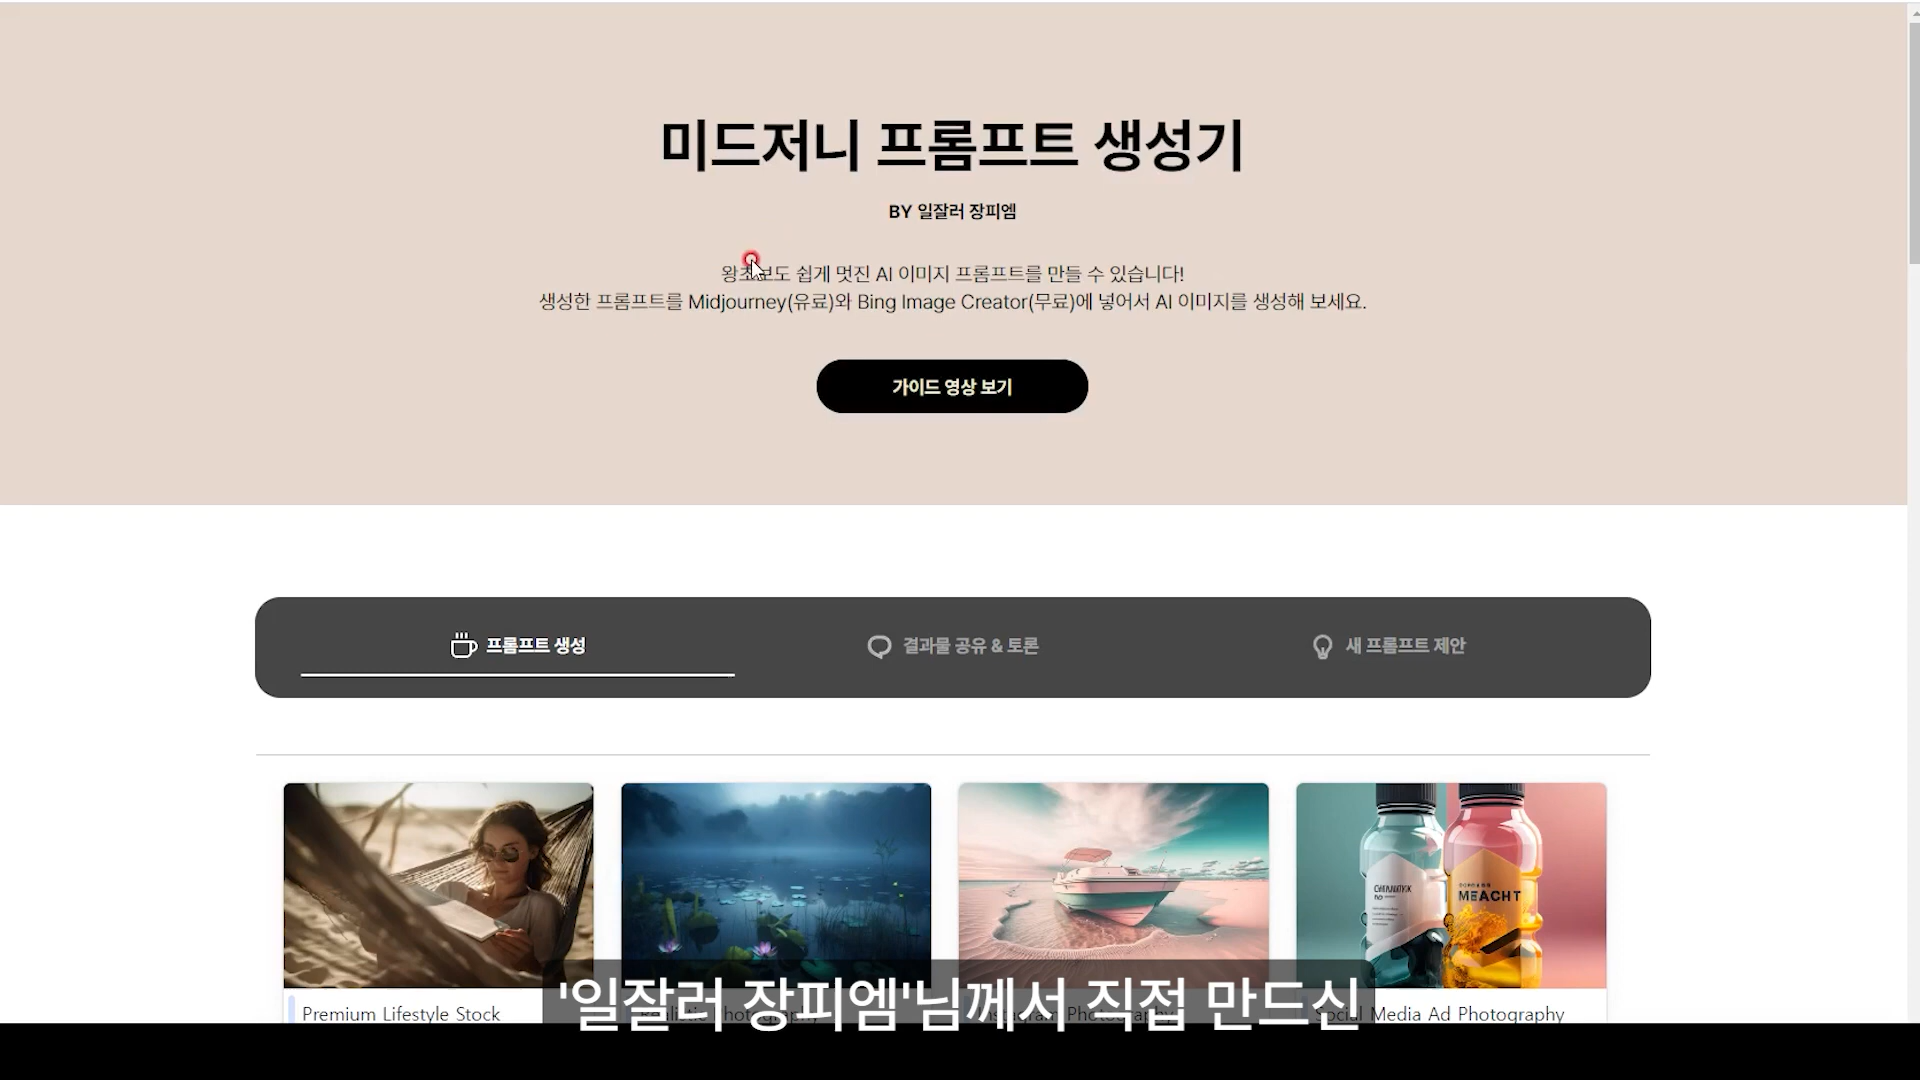 미드저니 프롬프트 생성기
BY 일잘러 장피엠
왕초보도 쉽게 멋진 AI 이미지 프롬프트를 만들 수 있습니다!
생성한 프롬프트를 Midjourney(유료)와 Bing Image Creator(무료)에 넣어서 AI 이미지를 생성해 보세요.
가이드 영상 보기
프롬프트 생성
결과물 공유 & 토론
새 프롬프트 제안
MEACHT
Premium Lifestyle Stock
Social Media Ad Photography
'일잘러 장피엠'님께서 직접 만드신